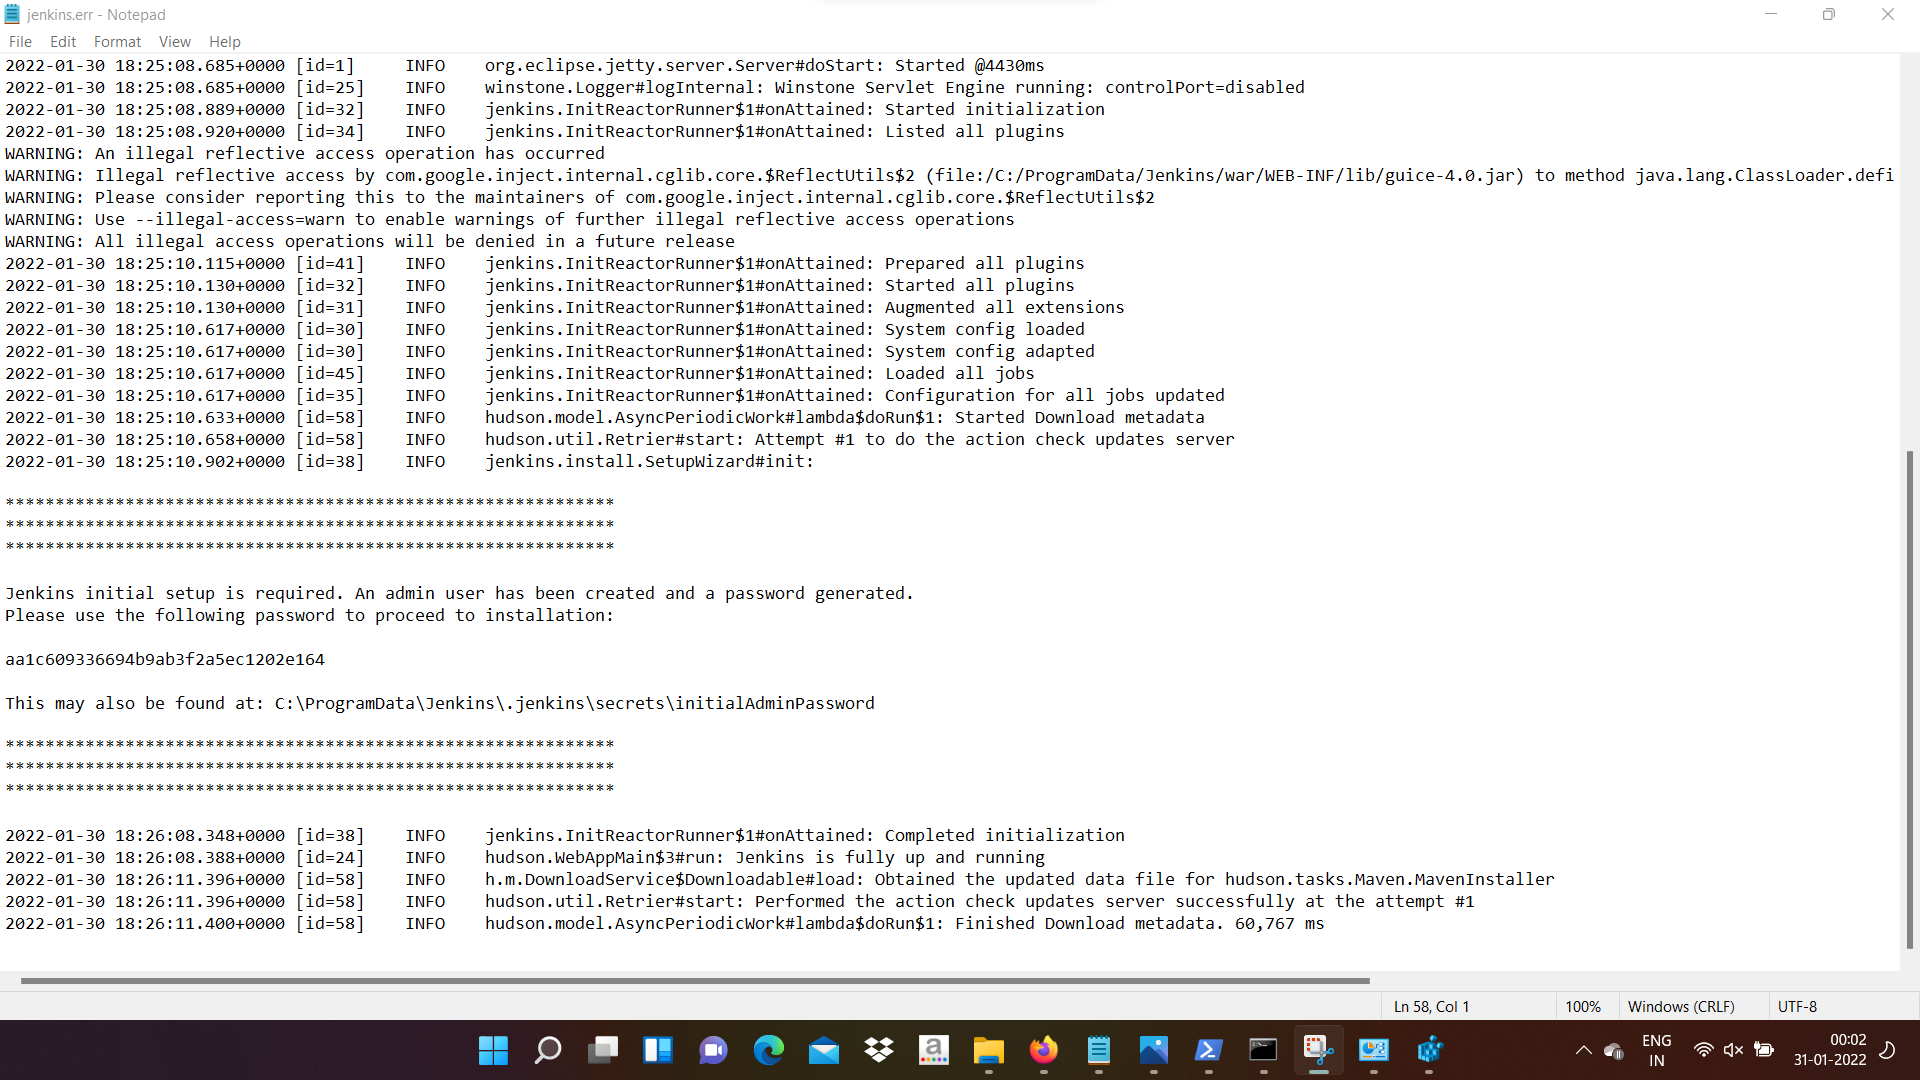 jenkins.err - Notepad
File Edit Format View Help
2022-01-30 18:25:08.685+0000 [id=1] INFO org.eclipse.jetty.server.Server#doStart: Started @4430ms
2022-01-30 18:25:08.685+0000 [id=25] INFO winstone.Logger#logInternal: Winstone Servlet Engine running: controlPort=disabled
2022-01-30 18:25:08.889+0000 [id=32] INFO jenkins.InitReactorRunner$1#onAttained: Started initialization
2022-01-30 18:25:08.920+0000 [id=34] INFO jenkins.InitReactorRunner$1#onAttained: Listed all plugins
WARNING: An illegal reflective access operation has occurred
WARNING: Illegal reflective access by com.google.inject.internal.cglib.core.$ReflectUtils$2 (file:/C:/ProgramData/Jenkins/war/WEB-INF/lib/guice-4.0.jar) to method java.lang.ClassLoader.defi
WARNING: Please consider reporting this to the maintainers of com.google.inject.internal.cglib.core.$ReflectUtils$2
WARNING: Use --illegal-access=warn to enable warnings of further illegal reflective access operations
WARNING: All illegal access operations will be denied in a future release
2022-01-30 18:25:10.115+0000 [id=41] INFO jenkins.InitReactorRunner$1#onAttained: Prepared all plugins
2022-01-30 18:25:10.130+0000 [id=32] INFO jenkins.InitReactorRunner$1#onAttained: Started all plugins
2022-01-30 18:25:10.130+0000 [id=31] INFO jenkins.InitReactorRunner$1#onAttained: Augmented all extensions
2022-01-30 18:25:10.617+0000 [id=30] INFO jenkins.InitReactorRunner$1#onAttained: System config loaded
2022-01-30 18:25:10.617+0000 [id=30] INFO jenkins.InitReactorRunner$1#onAttained: System config adapted
2022-01-30 18:25:10.617+0000 [id=45] INFO jenkins.InitReactorRunner$1#onAttained: Loaded all jobs
2022-01-30 18:25:10.617+0000 [id=35] INFO jenkins.InitReactorRunner$1#onAttained: Configuration for all jobs updated
2022-01-30 18:25:10.633+0000 [id=58] INFO hudson.model.AsyncPeriodicWork#lambda$doRun$1: Started Download metadata
2022-01-30 18:25:10.658+0000 [id=58] INFO hudson.util.Retrier#start: Attempt #1 to do the action check updates server
2022-01-30 18:25:10.902+0000 [id=38] INFO jenkins.install.SetupWizard#init:
*************************************************************
*************************************************************
*************************************************************
Jenkins initial setup is required. An admin user has been created and a password generated.
Please use the following password to proceed to installation:
aa1c609336694b9ab3f2a5ec1202e164
This may also be found at: C:\ProgramData\Jenkins\.jenkins\secrets\initialAdminPassword
*************************************************************
*************************************************************
*************************************************************
2022-01-30 18:26:08.348+0000 [id=38] INFO jenkins.InitReactorRunner$1#onAttained: Completed initialization
2022-01-30 18:26:08.388+0000 [id=24] INFO hudson.WebAppMain$3#run: Jenkins is fully up and running
2022-01-30 18:26:11.396+0000 [id=58] INFO h.m.DownloadService$Downloadable#load: Obtained the updated data file for hudson.tasks.Maven.MavenInstaller
2022-01-30 18:26:11.396+0000 [id=58] INFO hudson.util.Retrier#start: Performed the action check updates server successfully at the attempt #1
2022-01-30 18:26:11.400+0000 [id=58] INFO hudson.model.AsyncPeriodicWork#lambda$doRun$1: Finished Download metadata. 60,767 ms
Ln 58, Col 1 100% Windows (CRLF) UTF-8
a
ENG
IN
00:02
31-01-2022